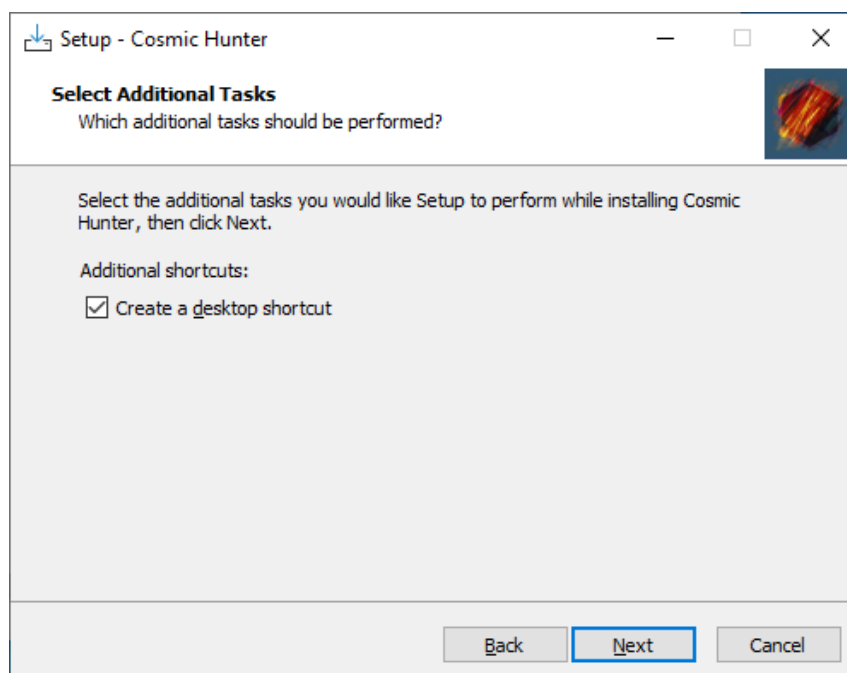 Setup - Cosmic Hunter
Select Additional Tasks
Which additional tasks should be performed?
Select the additional tasks you would like Setup to perform while installing Cosmic
Hunter, then click Next.
Additional shortcuts:
Create a desktop shortcut
Back Next Cancel